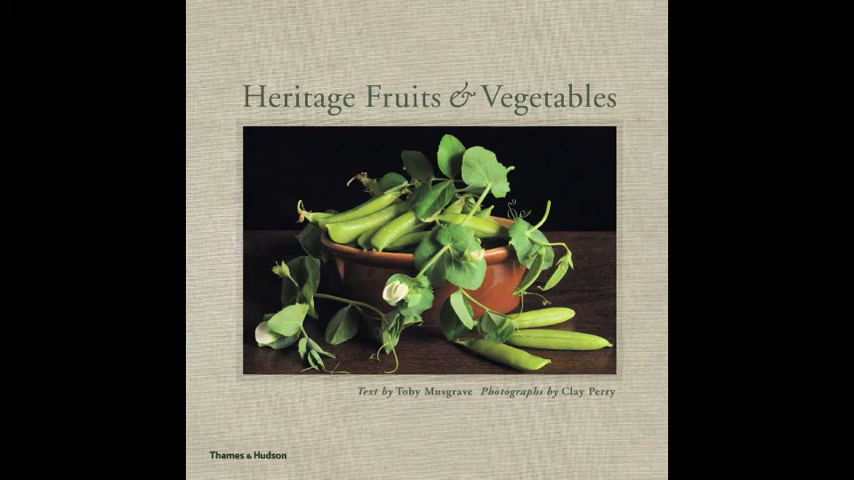 Heritage Fruits & Vegetables
Text by Toby Musgrave Photographs by Clay Perry
Thames & Hudson